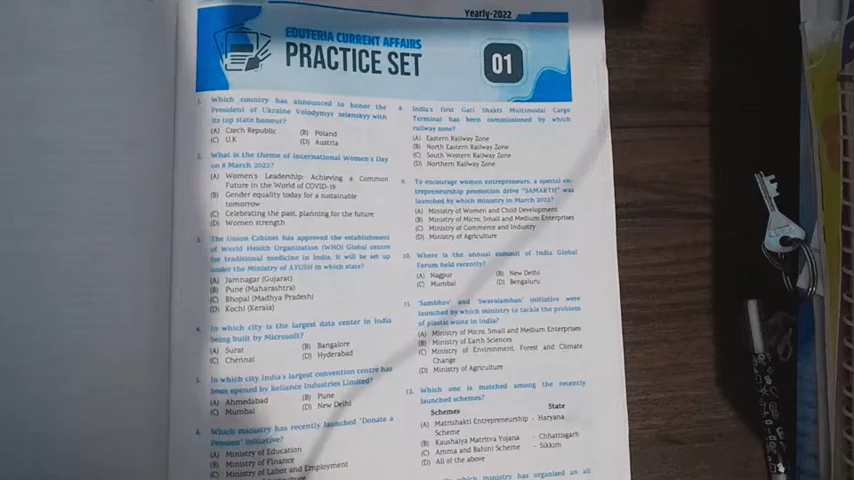 Yearly-2022
EDUTERIA CURRENT AFFAIRS
PRACTICE SET
01
1. Which country has announced to honor the
President of Ukraine Volodymyr zelenskyy with
its top state honour?
(A) Czech Republic (B) Poland
(C) U.K (D) Austria
2. What is the theme of International Women's Day
on 8 March 2022?
(A) Women's Leadership: Achieving a Common
Future in the World of COVID-19
(B) Gender equality today for a sustainable
tomorrow
(C) Celebrating the past, planning for the future
(D) Women strength
3. The Union Cabinet has approved the establishment
of World Health Organization (WHO) Global centre
for traditional medicine in India. It will be set up
under the Ministry of AYUSH in which state?
(A) Jamnagar (Gujarat)
(B) Pune (Maharashtra)
(C) Bhopal (Madhya Pradesh)
(D) Kochi (Kerala)
4. In which city is the largest data center in India
being built by Microsoft?
(A) Surat (B) Bangalore
(C) Chennai (D) Hyderabad
5. In which city India's largest convention centre has
been opened by Reliance Industries Limited?
(A) Ahmedabad (B) Pune
(C) Mumbai (D) New Delhi
6. Which ministry has recently launched 'Donate a
Pension' initiative?
(A) Ministry of Education
(B) Ministry of Finance
(C) Ministry of Labor and Employment
8. India's first Gati Shakti Multimodal Cargo
Terminal has been commissioned by which
railway zone?
(A) Eastern Railway Zone
(B) North Eastern Railway Zone
(C) South Western Railway Zone
(D) Northern Railway Zone
9. To encourage women entrepreneurs, a special en-
trepreneurship promotion drive "SAMARTH" was
launched by which ministry in March 2022?
(A) Ministry of Women and Child Development
(B) Ministry of Micro, Small and Medium Enterprises
(C) Ministry of Commerce and Industry
(D) Ministry of Agriculture
10. Where is the annual summit of India Global
Forum held recently?
(A) Nagpur (B) New Delhi
(C) Mumbai (D) Bengaluru
11. 'Sambhav' and 'Swavalamban' initiative were
launched by which ministry to tackle the problem
of plastic waste in India?
(A) Ministry of Micro, Small and Medium Enterprises
(B) Ministry of Earth Sciences
(C) Ministry of Environment, Forest and Climate
Change
(D) Ministry of Agriculture
12. Which one is matched among the recently
launched schemes?
Schemes State
(A) Matrishakti Entrepreneurship - Haryana
Scheme
(B) Kaushalya Matritva Yojana - Chhattisgarh
(C) Amma and Bahini Scheme - Sikkim
(D) All of the above
which ministry has organised an all